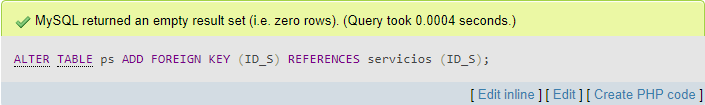 MySQL returned an empty result set (i.e. zero rows). (Query took 0.0004 seconds.)
ALTER TABLE ps ADD FOREIGN KEY (ID_S) REFERENCES servicios (ID_S);
[ Edit inline ] [ Edit ] [ Create PHP code ]